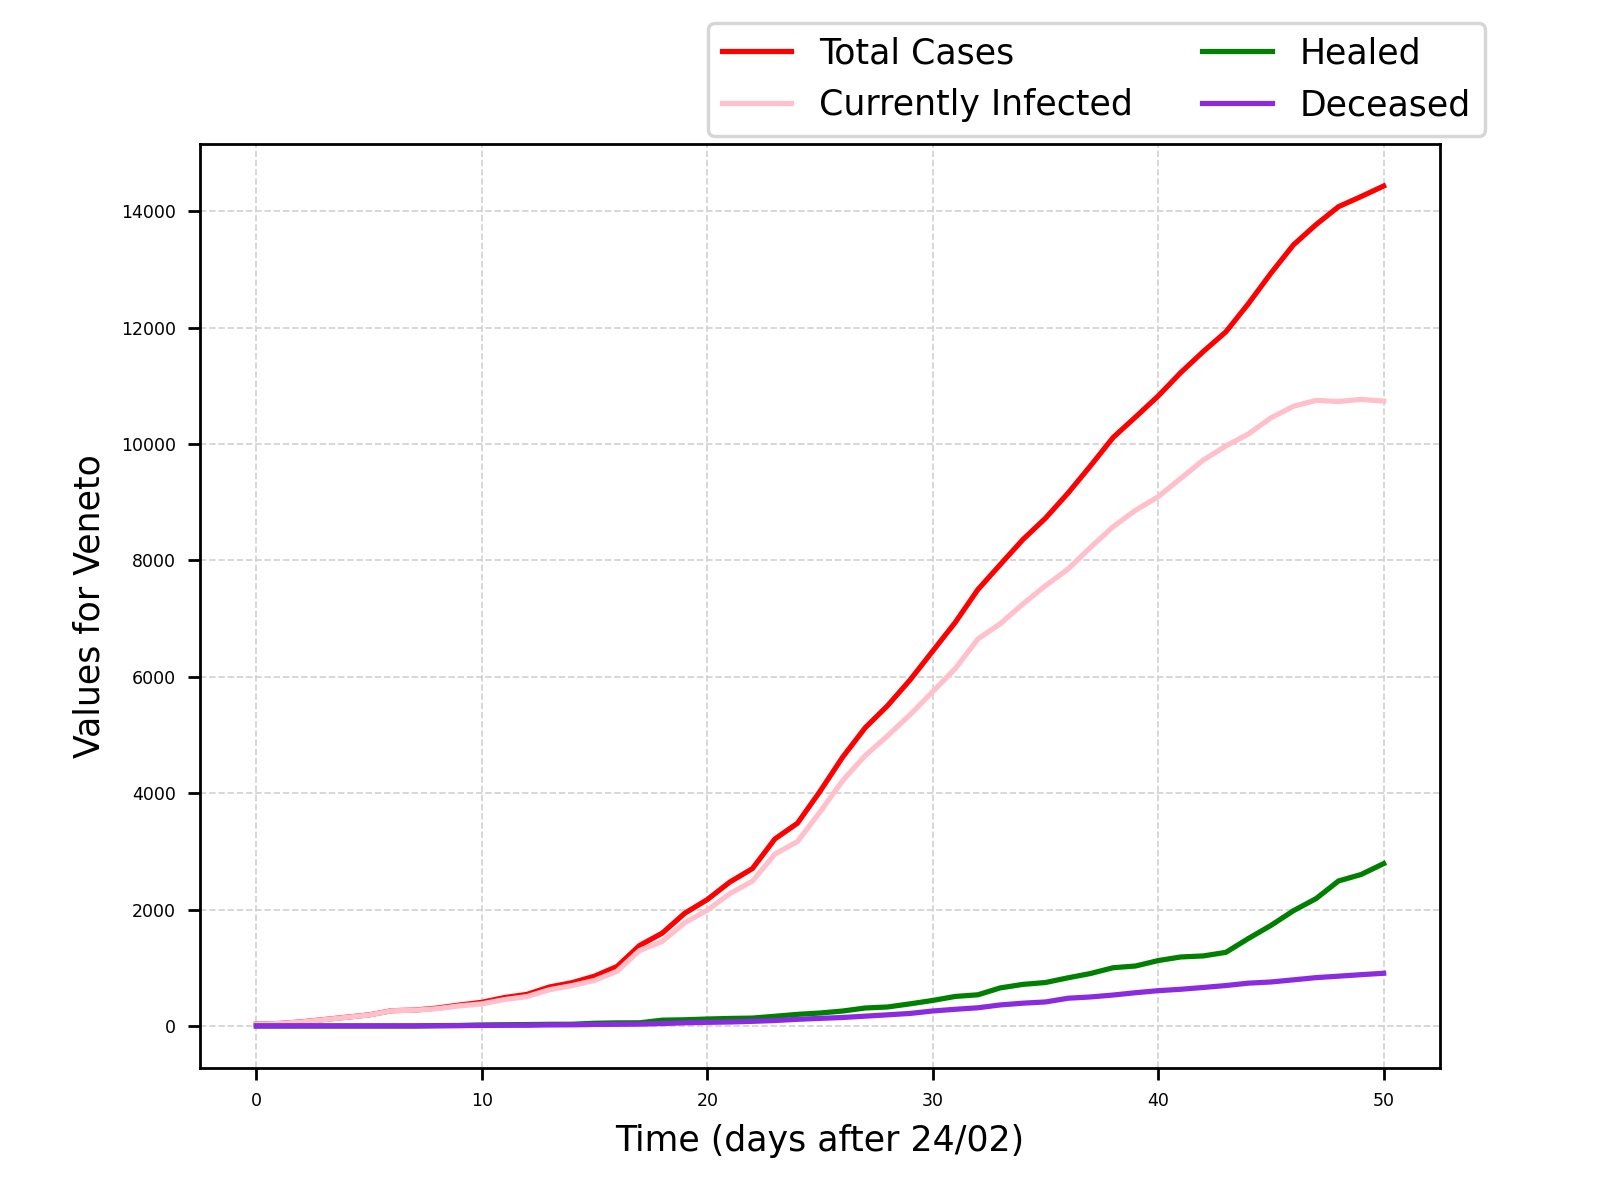 Total Cases
Currently Infected
Healed
Deceased
14000
12000
10000
8000
6000
4000
2000
0
Values for Veneto
0 10 20 30 40 50
Time (days after 24/02)